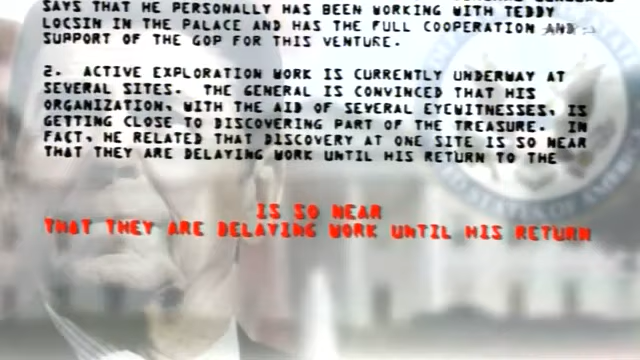 SAYS THAT HE PERSONALLY HAS BEEN WORKING WITH TEDDY
LOCSIN IN THE PALACE AND HAS THE FULL COOPERATION AND
SUPPORT OF THE GOP FOR THIS VENTURE.
2. ACTIVE EXPLORATION WORK IS CURRENTLY UNDERWAY AT
SEVERAL SITES. THE GENERAL IS CONVINCED THAT HIS
ORGANIZATION, WITH THE AID OF SEVERAL EYEWITNESSES, IS
GETTING CLOSE TO DISCOVERING PART OF THE TREASURE. IN
FACT, HE RELATED THAT DISCOVERY AT ONE SITE IS SO NEAR
THAT THEY ARE DELAYING WORK UNTIL HIS RETURN TO THE
IS SO NEAR
THAT THEY ARE DELAYING WORK UNTIL HIS RETURN